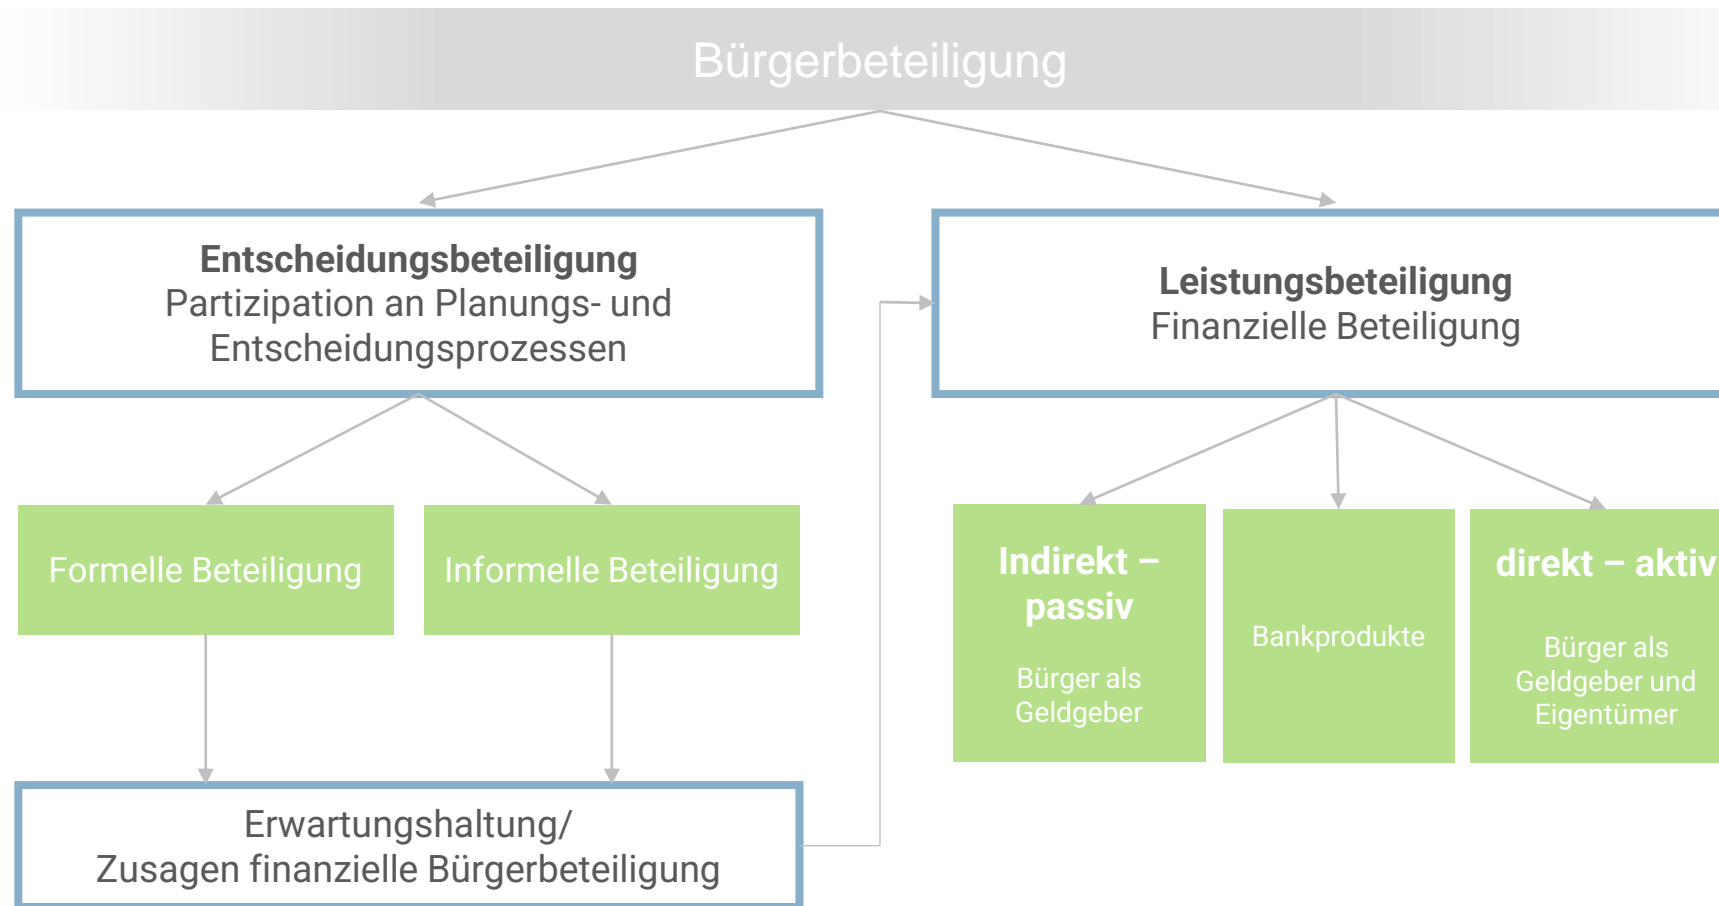 Bürgerbeteiligung
Entscheidungsbeteiligung
Partizipation an Planungs- und
Entscheidungsprozessen
Leistungsbeteiligung
Finanzielle Beteiligung
Formelle Beteiligung
Informelle Beteiligung
Indirekt –
passiv
Bürger als
Geldgeber
Bankprodukte
direkt – aktiv
Bürger als
Geldgeber und
Eigentümer
Erwartungshaltung/
Zusagen finanzielle Bürgerbeteiligung